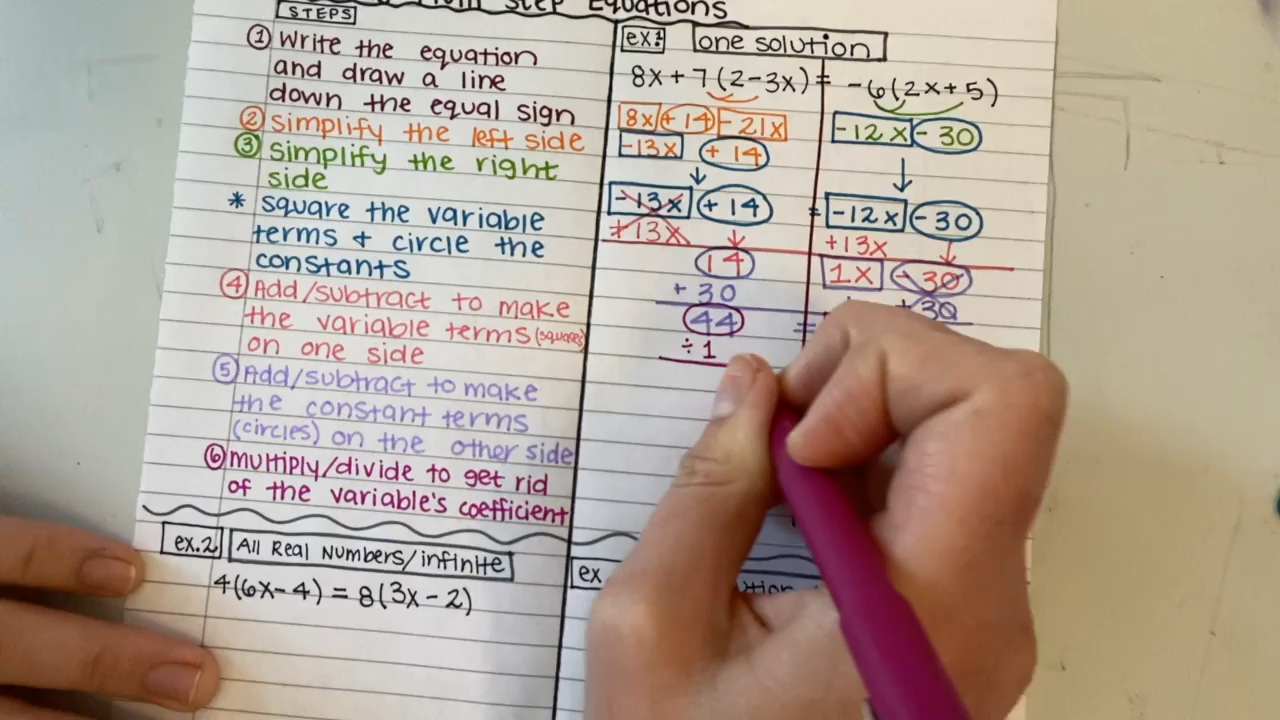 Step Equations
STEPS
① Write the equation
and draw a line
down the equal sign
② simplify the left side
③ simplify the right
side
* square the variable
terms + circle the
constants
④ Add/subtract to make
the variable terms (squares)
on one side
⑤ Add/subtract to make
the constant terms
(circles) on the other side
⑥ multiply/divide to get rid
of the variable's coefficient
ex.1 one solution
8x + 7(2-3x) = -6(2x+5)
8x + 14 - 21x -12x - 30
-13x + 14
-13x + 14 = -12x - 30
+13x +13x
14 1x - 30
+ 30 + 30
44 =
÷ 1
ex.2 All Real Numbers/infinite
4(6x-4) = 8(3x-2)
ex